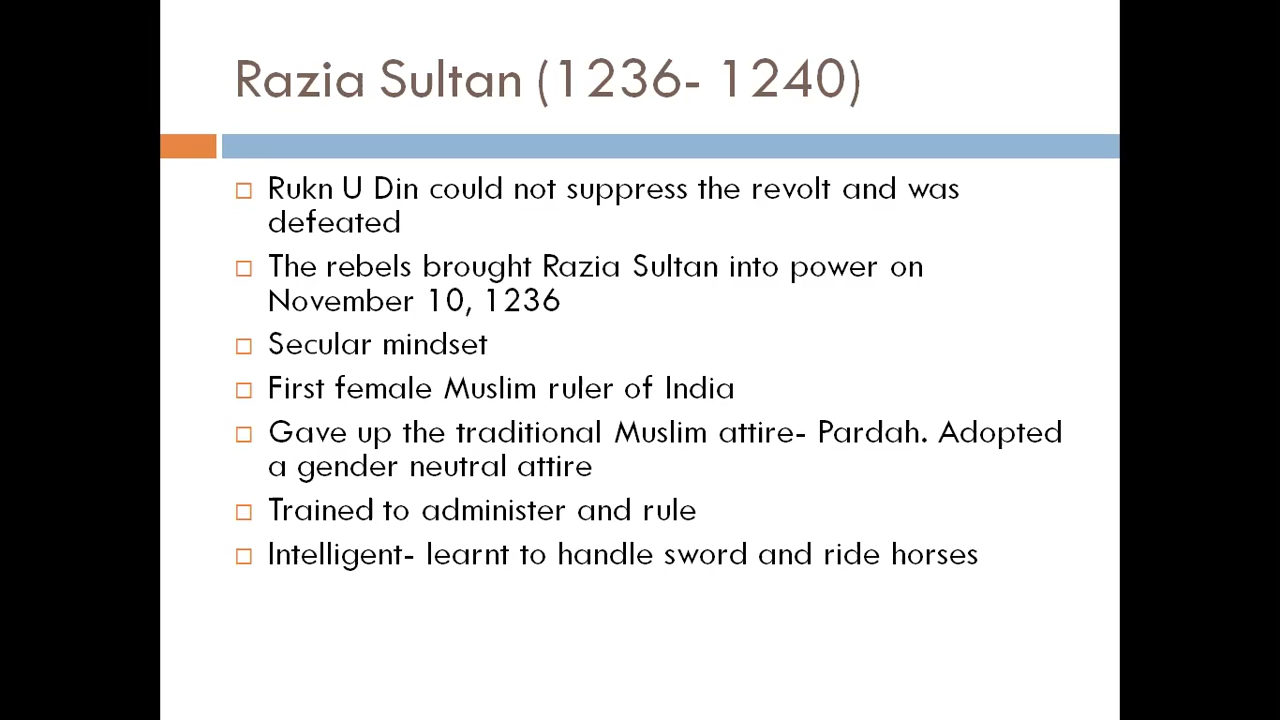 Razia Sultan (1236- 1240)
Rukn U Din could not suppress the revolt and was
defeated
The rebels brought Razia Sultan into power on
November 10, 1236
Secular mindset
First female Muslim ruler of India
Gave up the traditional Muslim attire- Pardah. Adopted
a gender neutral attire
Trained to administer and rule
Intelligent- learnt to handle sword and ride horses